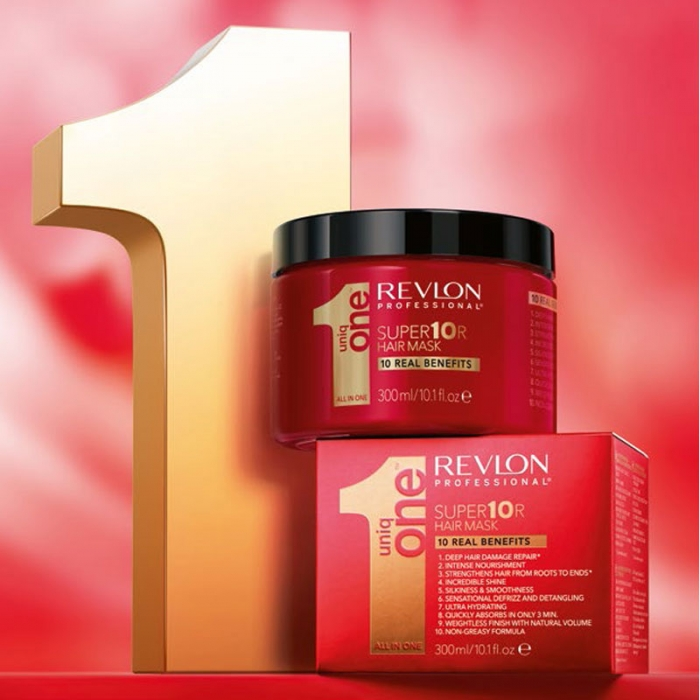 1
uniq
one
ALL IN ONE
REVLON
PROFESSIONAL®
SUPER10R
HAIR MASK
10 REAL BENEFITS
300ml/10.1fl.oz℮
10 REAL
1
uniq
one
™
ALL IN ONE
REVLON
PROFESSIONAL®
SUPER10R
HAIR MASK
10 REAL BENEFITS
1. DEEP HAIR DAMAGE REPAIR*
2. INTENSE NOURISHMENT
3. STRENGTHENS HAIR FROM ROOTS TO ENDS*
4. INCREDIBLE SHINE
5. SILKINESS & SMOOTHNESS
6. SENSATIONAL DEFRIZZ AND DETANGLING
7. ULTRA HYDRATING
8. QUICKLY ABSORBS IN ONLY 3 MIN.
9. WEIGHTLESS FINISH WITH NATURAL VOLUME
10. NON-GREASY FORMULA
300ml/10.1fl.oz ℮